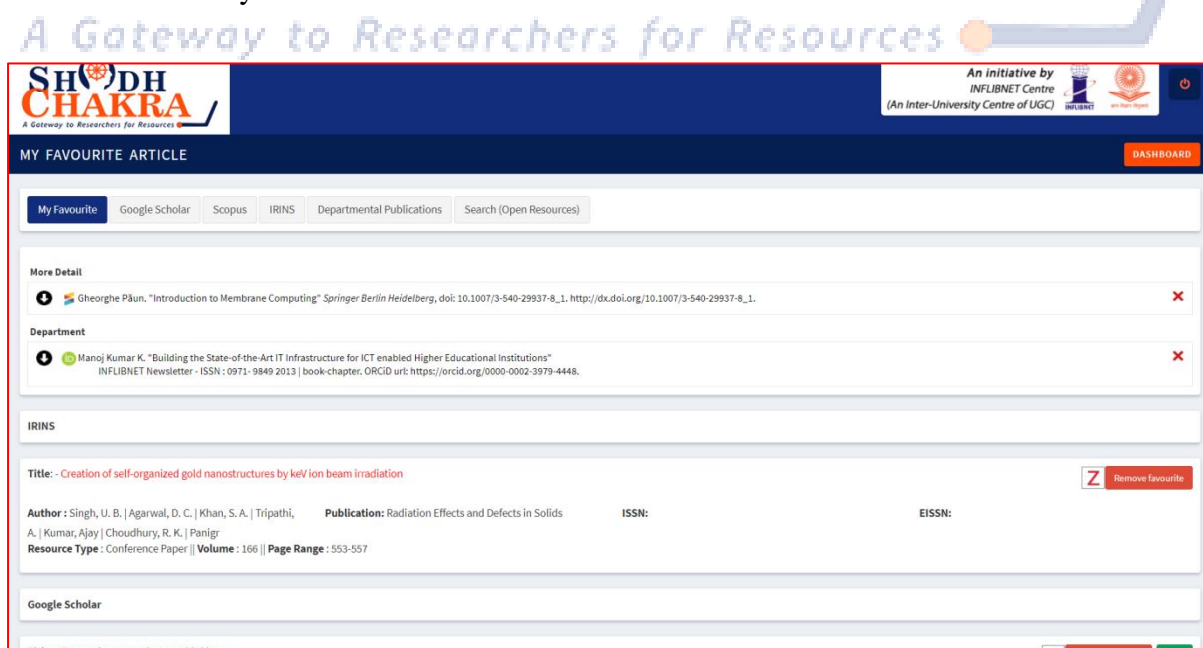 A Gateway to Researchers for Resources
SHODH
CHAKRA
A Gateway to Researchers for Resources
An initiative by
INFLIBNET Centre
(An Inter-University Centre of UGC)
INFLIBNET
MY FAVOURITE ARTICLE
DASHBOARD
My Favourite Google Scholar Scopus IRINS Departmental Publications Search (Open Resources)
More Detail
Gheorghe Păun. "Introduction to Membrane Computing" Springer Berlin Heidelberg, doi: 10.1007/3-540-29937-8_1. http://dx.doi.org/10.1007/3-540-29937-8_1.
Department
iD Manoj Kumar K. "Building the State-of-the-Art IT Infrastructure for ICT enabled Higher Educational Institutions"
INFLIBNET Newsletter - ISSN : 0971- 9849 2013 | book-chapter. ORCiD url: https://orcid.org/0000-0002-3979-4448.
IRINS
Title: - Creation of self-organized gold nanostructures by keV ion beam irradiation
Z Remove favourite
Author : Singh, U. B. | Agarwal, D. C. | Khan, S. A. | Tripathi, Publication: Radiation Effects and Defects in Solids ISSN: EISSN:
A. | Kumar, Ajay | Choudhury, R. K. | Panigr
Resource Type : Conference Paper || Volume : 166 || Page Range : 553-557
Google Scholar